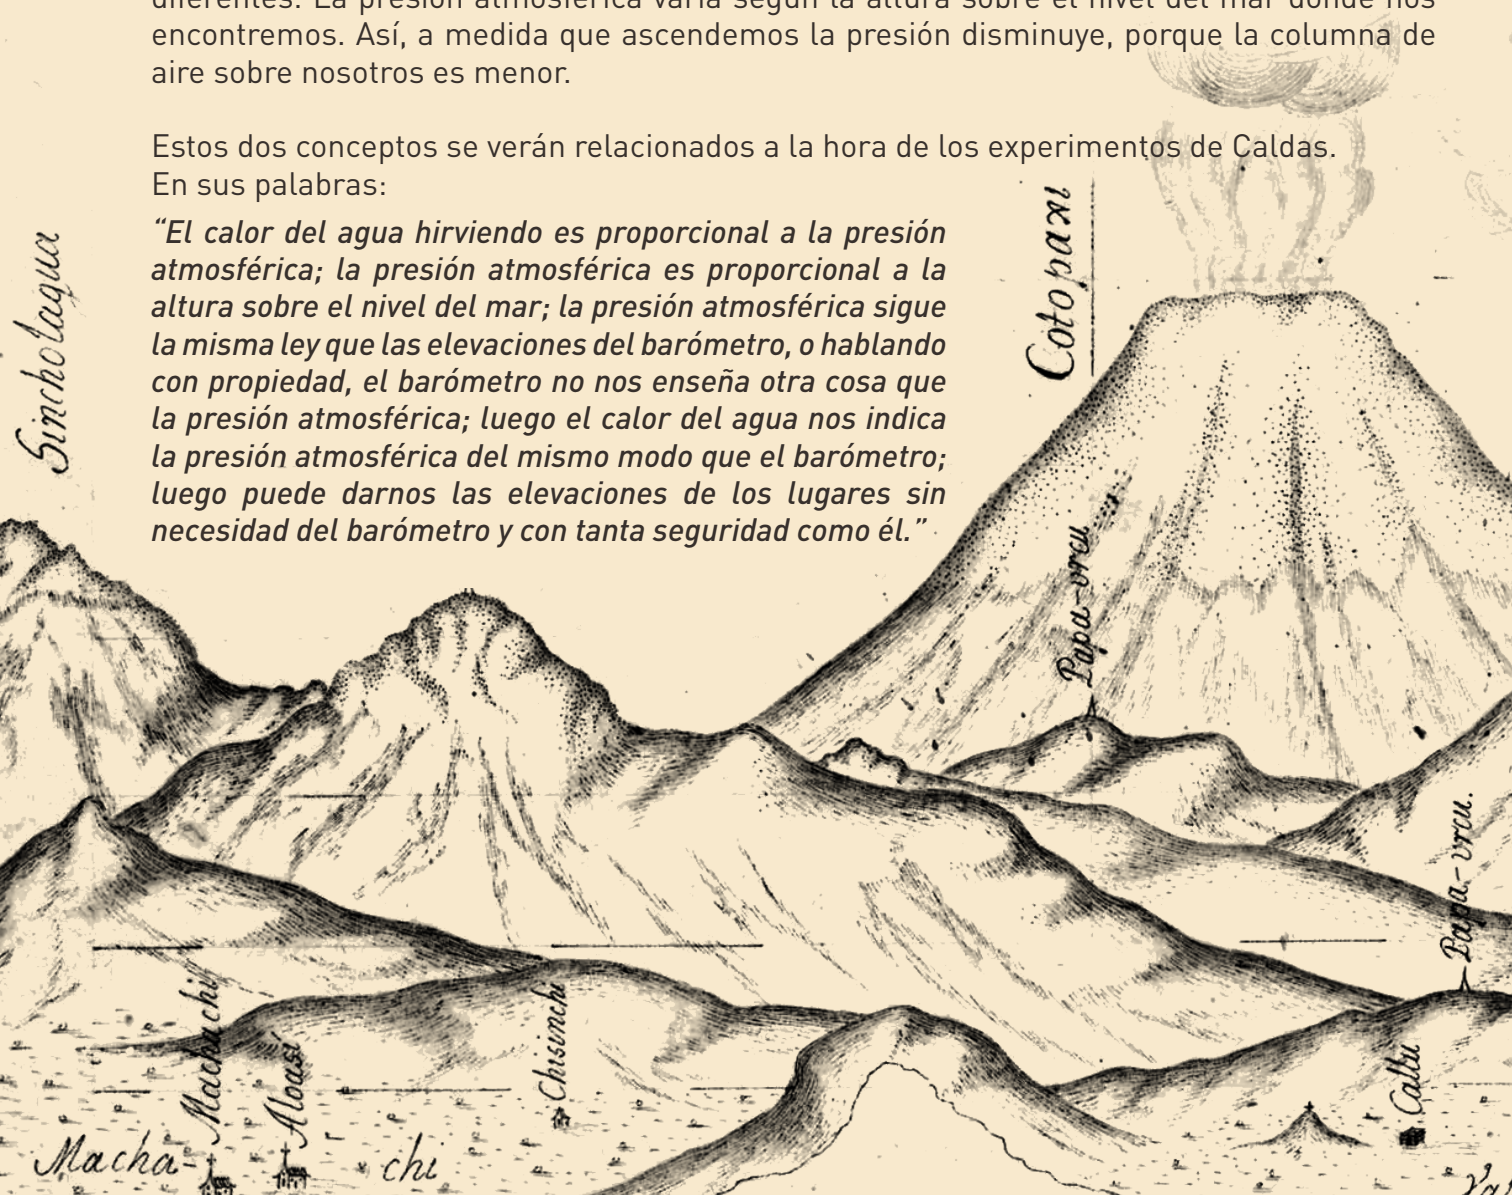 diferentes. La presión atmosférica varía según la altura sobre el nivel del mar donde nos
encontremos. Así, a medida que ascendemos la presión disminuye, porque la columna de
aire sobre nosotros es menor.
Estos dos conceptos se verán relacionados a la hora de los experimentos de Caldas.
En sus palabras:
“El calor del agua hirviendo es proporcional a la presión
atmosférica; la presión atmosférica es proporcional a la
altura sobre el nivel del mar; la presión atmosférica sigue
la misma ley que las elevaciones del barómetro, o hablando
con propiedad, el barómetro no nos enseña otra cosa que
la presión atmosférica; luego el calor del agua nos indica
la presión atmosférica del mismo modo que el barómetro;
luego puede darnos las elevaciones de los lugares sin
necesidad del barómetro y con tanta seguridad como él.”
Sincholagua
Cotopaxi
Papa-urcu
Papa-urcu.
Machachi
Aloasi
Chisinchi
Callu
Macha-
chi